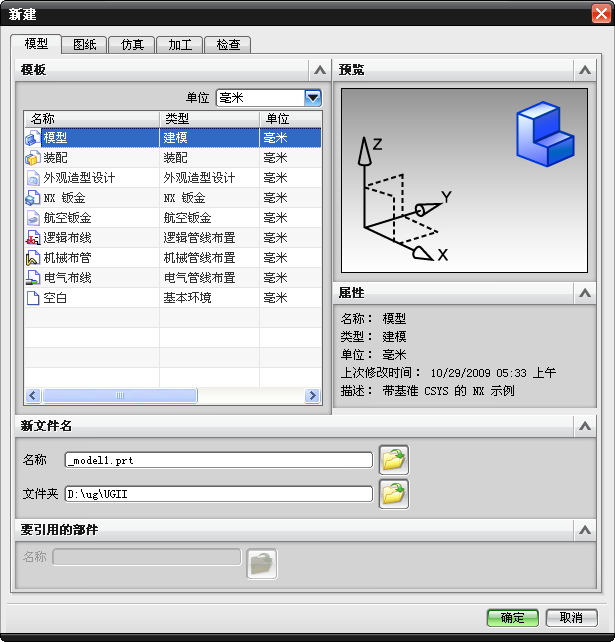 新建
模型 图纸 仿真 加工 检查
模板
单位 毫米
名称 类型 单位
模型 建模 毫米
装配 装配 毫米
外观造型设计 外观造型设计 毫米
NX 钣金 NX 钣金 毫米
航空钣金 航空钣金 毫米
逻辑布线 逻辑管线布置 毫米
机械布管 机械管线布置 毫米
电气布线 电气管线布置 毫米
空白 基本环境 毫米
预览
Z
Y
X
属性
名称： 模型
类型： 建模
单位： 毫米
上次修改时间： 10/29/2009 05:33 上午
描述： 带基准 CSYS 的 NX 示例
新文件名
名称 _model1.prt
文件夹 D:\ug\UGII
要引用的部件
名称
确定 取消